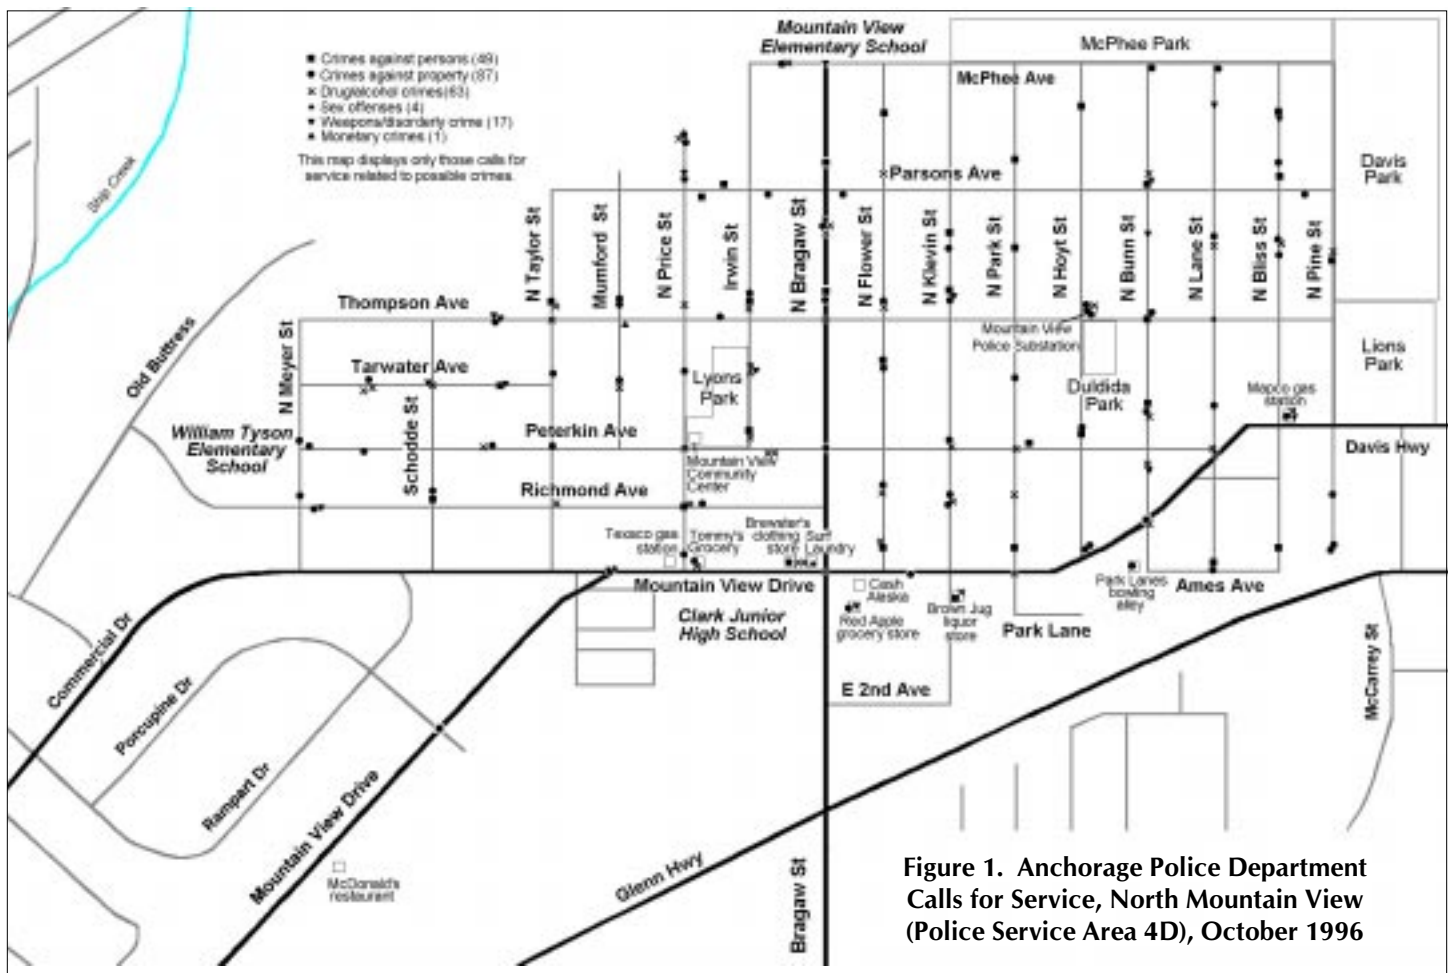 Mountain View
Elementary School
McPhee Park
McPhee Ave
Crimes against persons (49)
Crimes against property (87)
Drug/alcohol crimes(63)
Sex offenses (4)
Weapons/disorderly crime (17)
Monetary crimes (1)
This map displays only those calls for
service related to possible crimes.
Ship Creek
Parsons Ave
Davis
Park
N Taylor St
Mumford St
N Price St
Irwin St
N Bragaw St
N Flower St
N Klevin St
N Park St
N Hoyt St
N Bunn St
N Lane St
N Bliss St
N Pine St
Thompson Ave
Old Buttress
N Meyer St
Mountain View
Police Substation
Lions
Park
Tarwater Ave
Lyons
Park
Duldida
Park
Mapco gas
station
Schodde St
William Tyson
Elementary
School
Peterkin Ave
Davis Hwy
Mountain View
Community
Center
Richmond Ave
Texaco gas
station
Tommy's
Grocery
Brewster's
clothing
store
Surf
Laundry
Mountain View Drive
Cash
Alaska
Park Lanes
bowling
alley
Ames Ave
Clark Junior
High School
Red Apple
grocery store
Brown Jug
liquor
store
Park Lane
Commercial Dr
Porcupine Dr
Rampart Dr
E 2nd Ave
McCarrey St
Mountain View Drive
McDonald's
restaurant
Glenn Hwy
Bragaw St
Figure 1. Anchorage Police Department
Calls for Service, North Mountain View
(Police Service Area 4D), October 1996